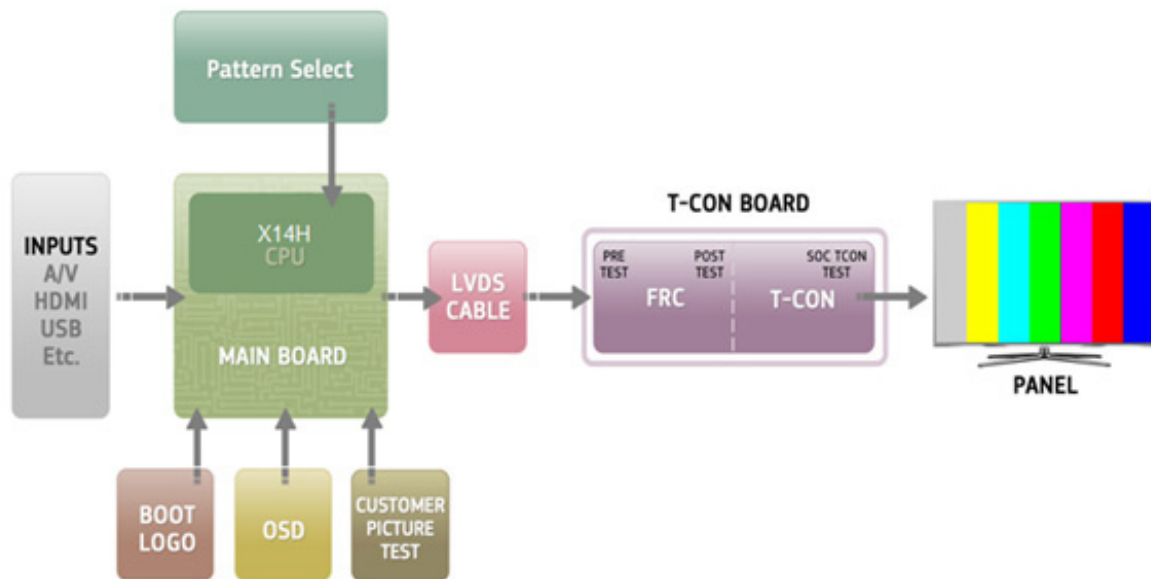 Pattern Select
INPUTS
A/V
HDMI
USB
Etc.
X14H
CPU
MAIN BOARD
LVDS
CABLE
T-CON BOARD
PRE
TEST
POST
TEST
SOC TCON
TEST
FRC
T-CON
PANEL
BOOT
LOGO
OSD
CUSTOMER
PICTURE
TEST